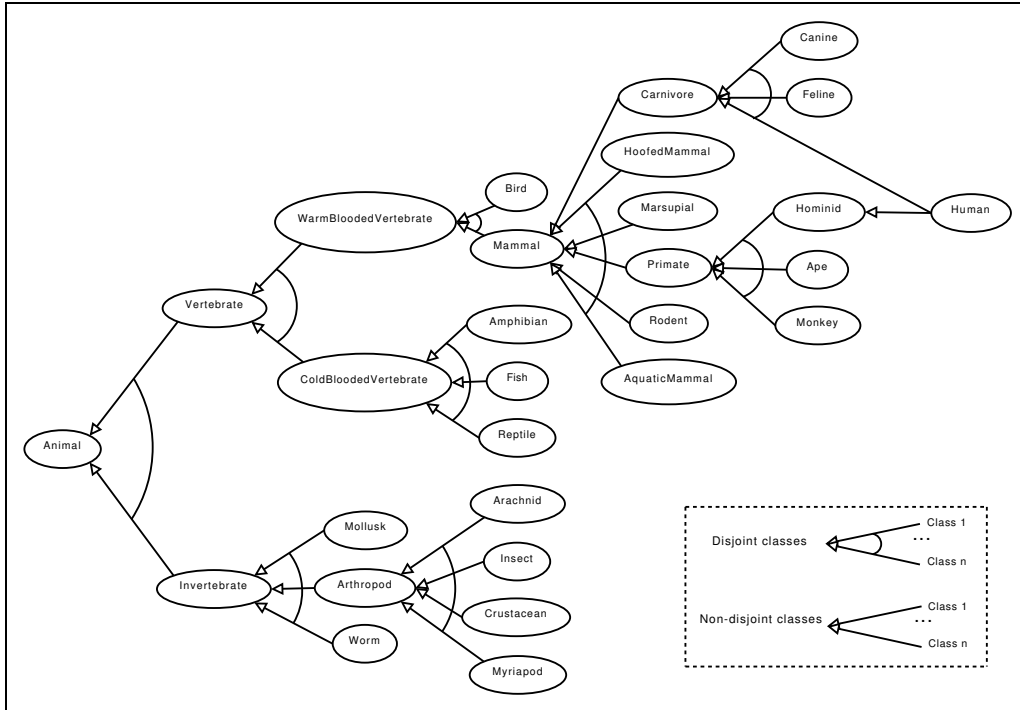 Canine
Carnivore
Feline
HoofedMammal
Bird
Marsupial
Hominid
Human
WarmBloodedVertebrate
Mammal
Primate
Ape
Vertebrate
Amphibian
Rodent
Monkey
ColdBloodedVertebrate
Fish
AquaticMammal
Animal
Reptile
Arachnid
Mollusk
Insect
Invertebrate
Arthropod
Crustacean
Worm
Myriapod
Disjoint classes
Class 1
...
Class n
Non-disjoint classes
Class 1
...
Class n